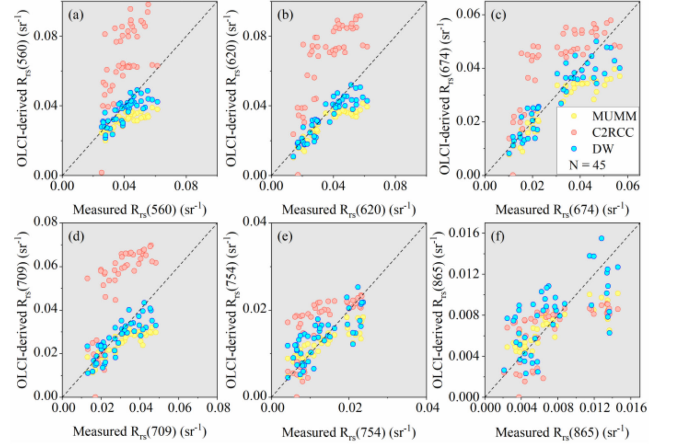 (a)
OLCI-derived Rrs(560) (sr-1)
0.08
0.04
0.00
0.00 0.04 0.08
Measured Rrs(560) (sr-1)
(b)
OLCI-derived Rrs(620) (sr-1)
0.08
0.04
0.00
0.00 0.04 0.08
Measured Rrs(620) (sr-1)
(c)
OLCI-derived Rrs(674) (sr-1)
0.06
0.04
0.02
0.00
0.00 0.02 0.04 0.06
Measured Rrs(674) (sr-1)
MUMM
C2RCC
DW
N = 45
(d)
OLCI-derived Rrs(709) (sr-1)
0.08
0.06
0.04
0.02
0.00
0.00 0.02 0.04 0.06 0.08
Measured Rrs(709) (sr-1)
(e)
OLCI-derived Rrs(754) (sr-1)
0.04
0.02
0.00
0.00 0.02 0.04
Measured Rrs(754) (sr-1)
(f)
OLCI-derived Rrs(865) (sr-1)
0.016
0.012
0.008
0.004
0.000
0.000 0.004 0.008 0.012 0.016
Measured Rrs(865) (sr-1)